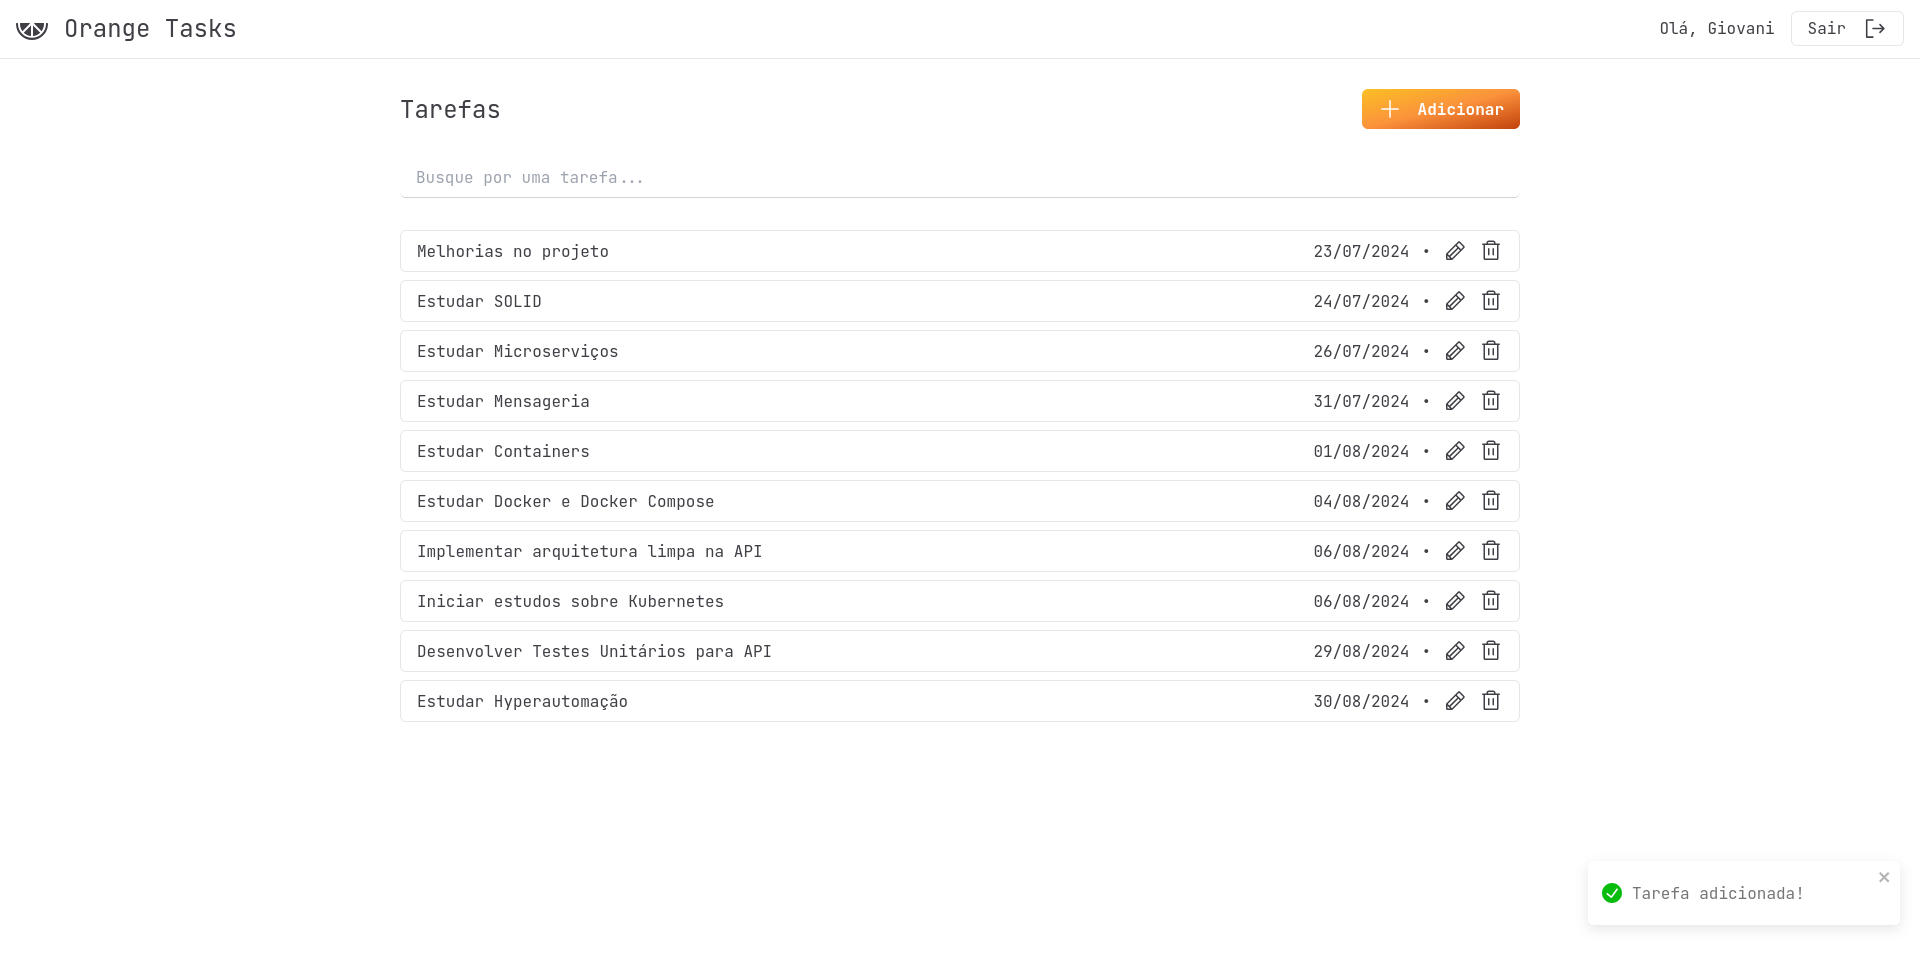 Orange Tasks
Olá, Giovani
Sair
Tarefas
Adicionar
Busque por uma tarefa...
Melhorias no projeto 23/07/2024 •
Estudar SOLID 24/07/2024 •
Estudar Microserviços 26/07/2024 •
Estudar Mensageria 31/07/2024 •
Estudar Containers 01/08/2024 •
Estudar Docker e Docker Compose 04/08/2024 •
Implementar arquitetura limpa na API 06/08/2024 •
Iniciar estudos sobre Kubernetes 06/08/2024 •
Desenvolver Testes Unitários para API 29/08/2024 •
Estudar Hyperautomação 30/08/2024 •
Tarefa adicionada!